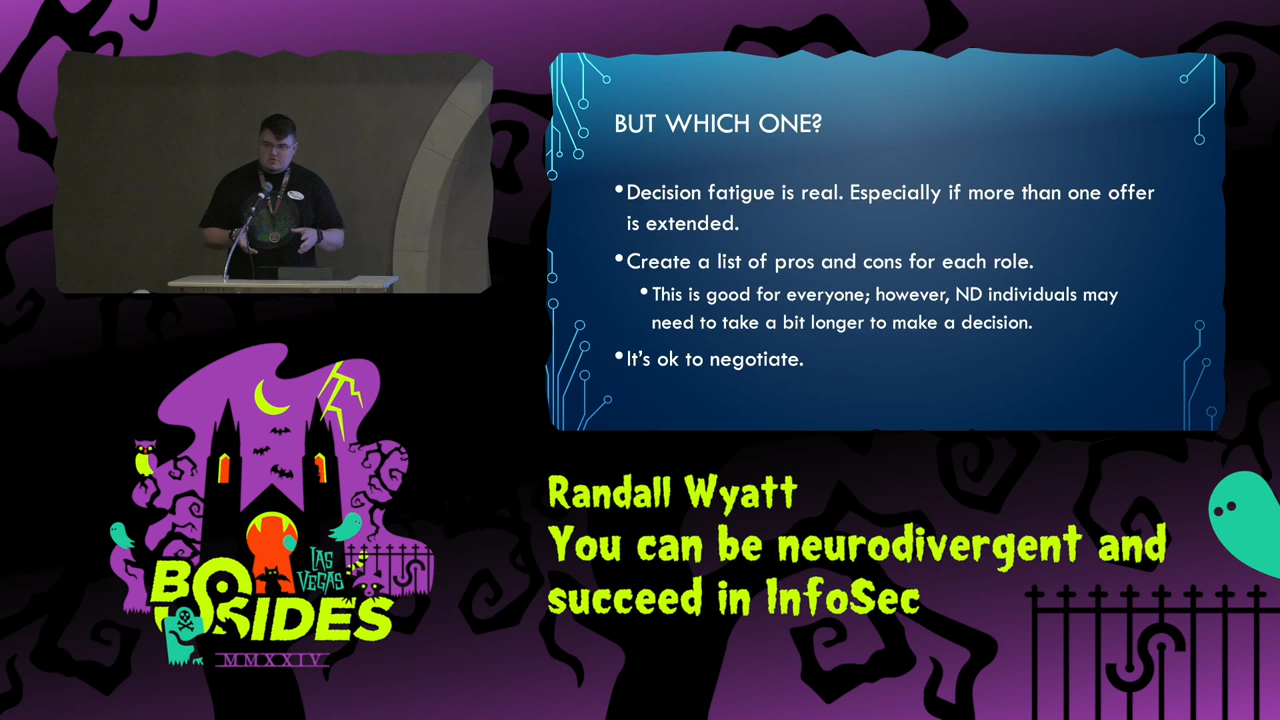 BUT WHICH ONE?
•Decision fatigue is real. Especially if more than one offer
is extended.
•Create a list of pros and cons for each role.
•This is good for everyone; however, ND individuals may
need to take a bit longer to make a decision.
•It's ok to negotiate.
BSIDES
LAS
VEGAS
MMXXIV
Randall Wyatt
You can be neurodivergent and
succeed in InfoSec